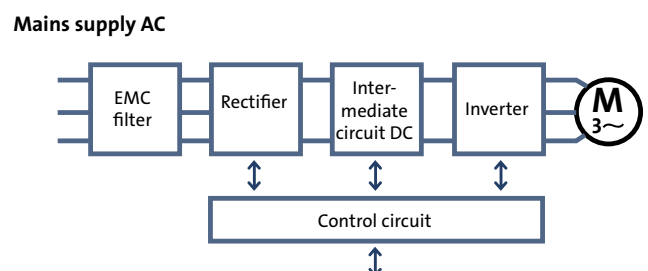 Mains supply AC
EMC
filter
Rectifier
Inter-
mediate
circuit DC
Inverter
M
3~
Control circuit